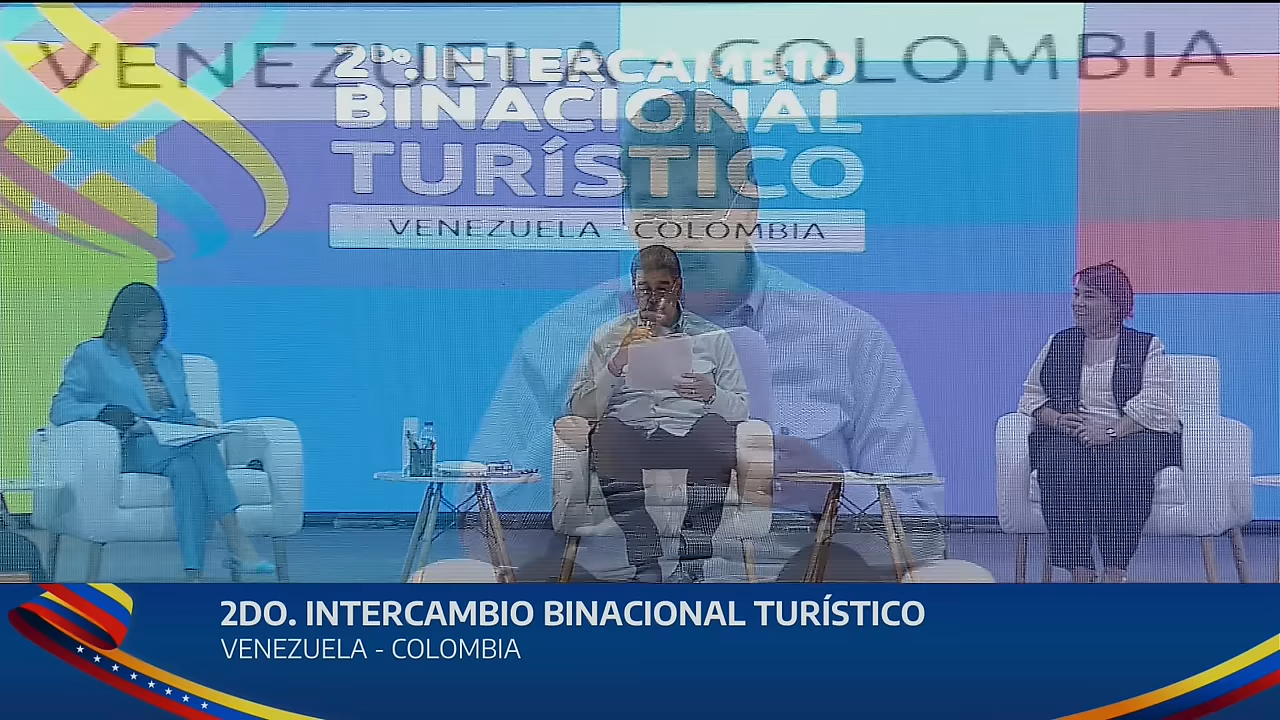 VENEZUELA - COLOMBIA
2DO. INTERCAMBIO
BINACIONAL
TURÍSTICO
VENEZUELA - COLOMBIA
2DO. INTERCAMBIO BINACIONAL TURÍSTICO
VENEZUELA - COLOMBIA